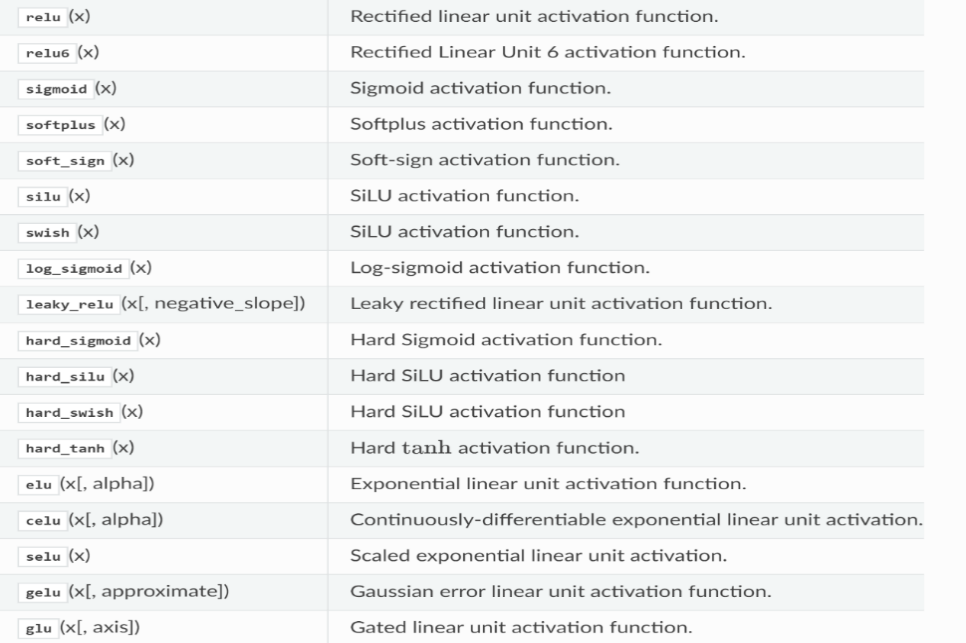 relu(x) Rectified linear unit activation function.
relu6(x) Rectified Linear Unit 6 activation function.
sigmoid(x) Sigmoid activation function.
softplus(x) Softplus activation function.
soft_sign(x) Soft-sign activation function.
silu(x) SiLU activation function.
swish(x) SiLU activation function.
log_sigmoid(x) Log-sigmoid activation function.
leaky_relu(x[, negative_slope]) Leaky rectified linear unit activation function.
hard_sigmoid(x) Hard Sigmoid activation function.
hard_silu(x) Hard SiLU activation function
hard_swish(x) Hard SiLU activation function
hard_tanh(x) Hard tanh activation function.
elu(x[, alpha]) Exponential linear unit activation function.
celu(x[, alpha]) Continuously-differentiable exponential linear unit activation.
selu(x) Scaled exponential linear unit activation.
gelu(x[, approximate]) Gaussian error linear unit activation function.
glu(x[, axis]) Gated linear unit activation function.